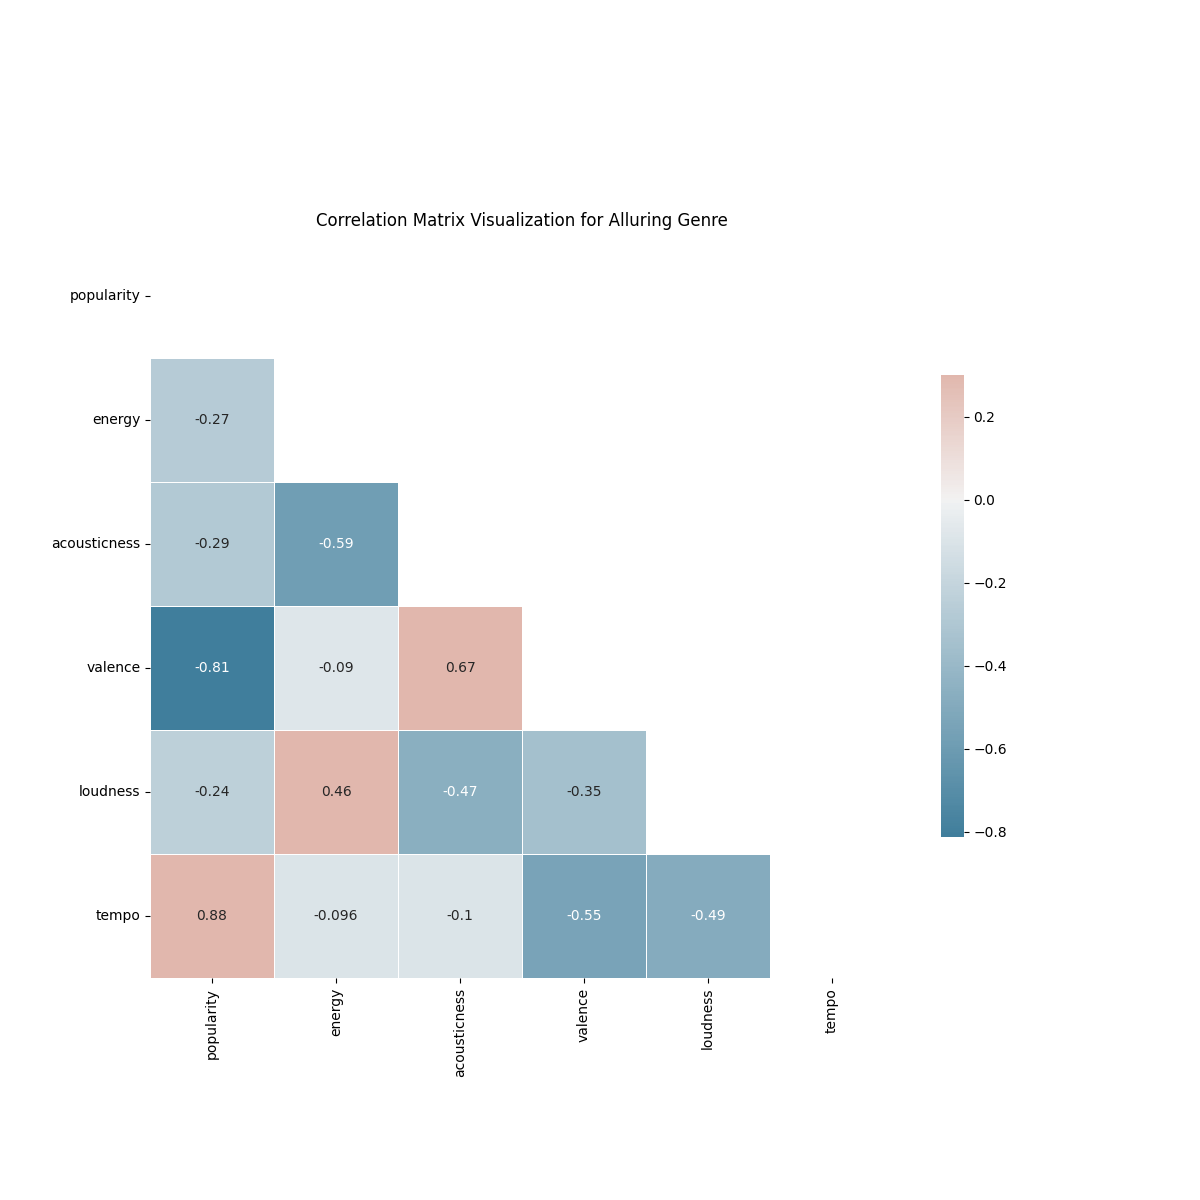 Correlation Matrix Visualization for Alluring Genre
popularity
energy -0.27
acousticness -0.29 -0.59
valence -0.81 -0.09 0.67
loudness -0.24 0.46 -0.47 -0.35
tempo 0.88 -0.096 -0.1 -0.55 -0.49
popularity energy acousticness valence loudness tempo
0.2
0.0
−0.2
−0.4
−0.6
−0.8